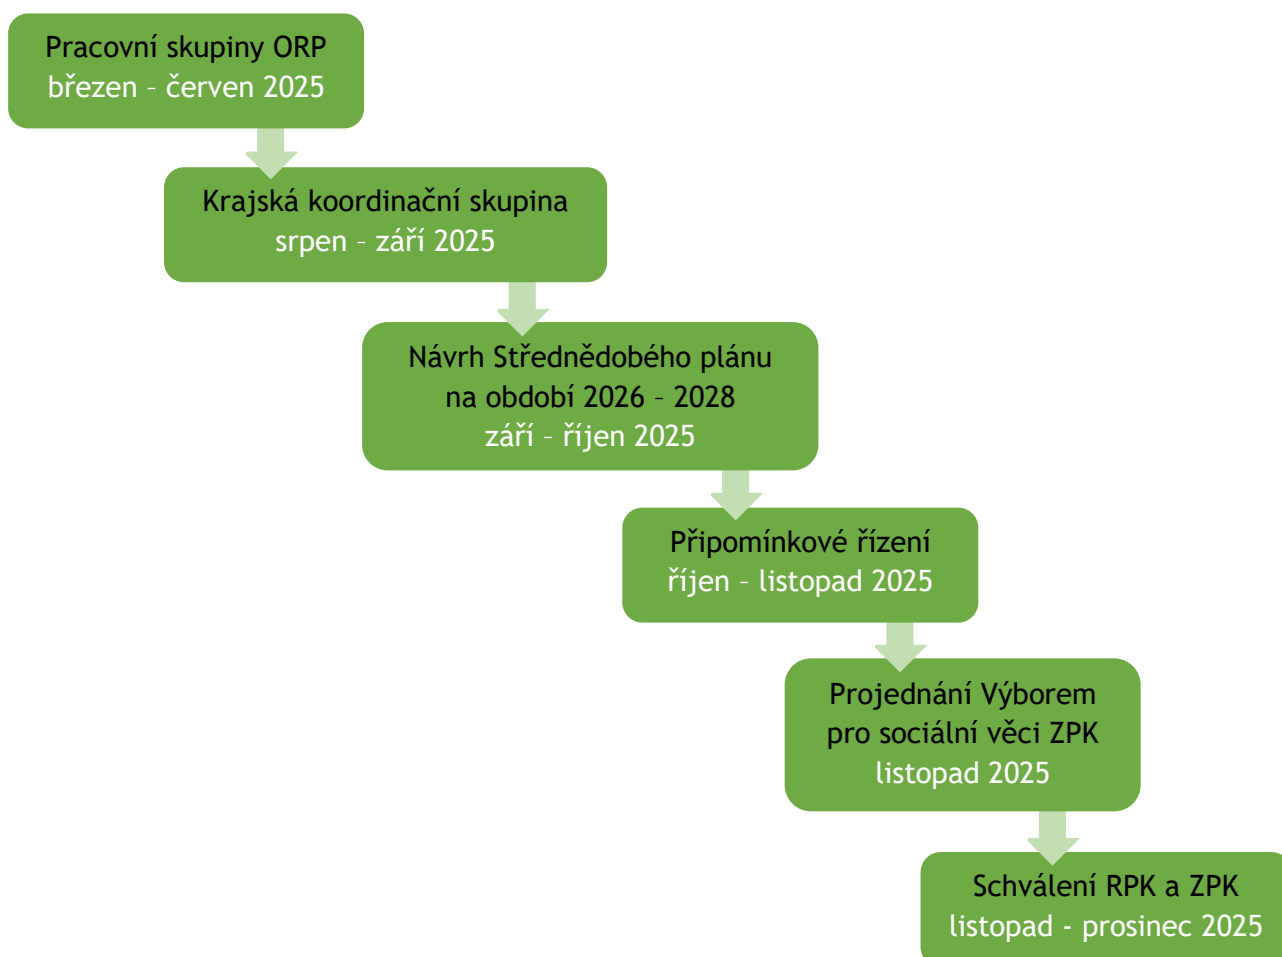 Pracovní skupiny ORP
březen – červen 2025
Krajská koordinační skupina
srpen – září 2025
Návrh Střednědobého plánu
na období 2026 – 2028
září – říjen 2025
Připomínkové řízení
říjen – listopad 2025
Projednání Výborem
pro sociální věci ZPK
listopad 2025
Schválení RPK a ZPK
listopad - prosinec 2025